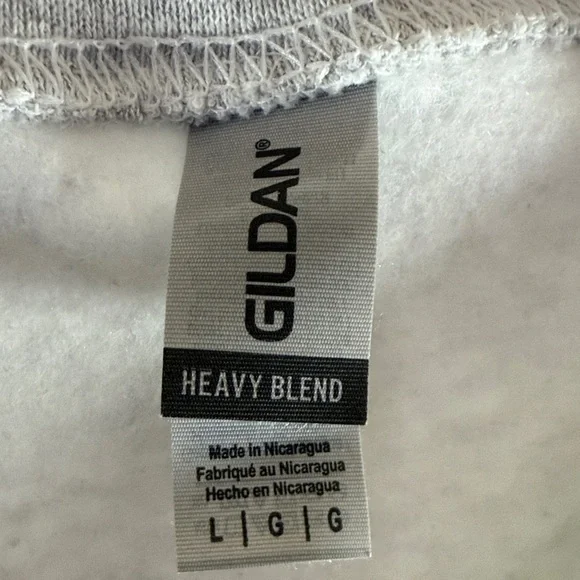 GILDAN®
HEAVY BLEND
Made in Nicaragua
Fabriqué au Nicaragua
Hecho en Nicaragua
L | G | G